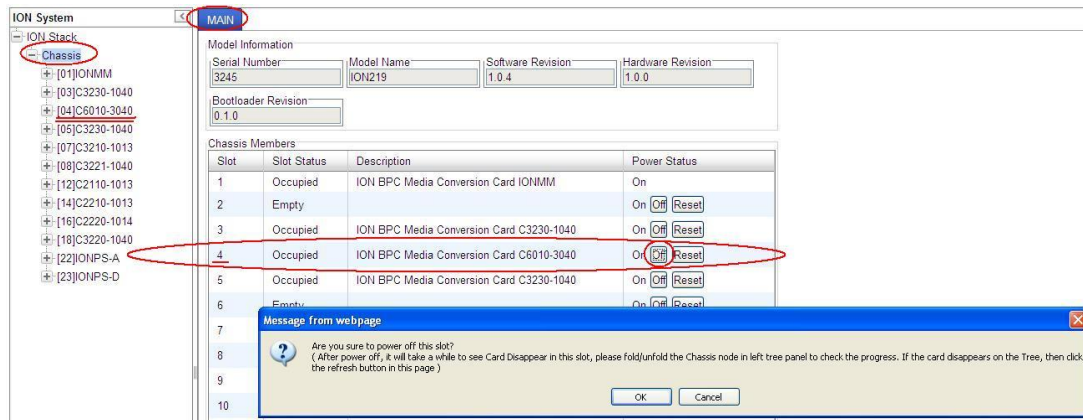 ION System
ION Stack
Chassis
[01]IONMM
[03]C3230-1040
[04]C6010-3040
[05]C3230-1040
[07]C3210-1013
[08]C3221-1040
[12]C2110-1013
[14]C2210-1013
[16]C2220-1014
[18]C3220-1040
[22]IONPS-A
[23]IONPS-D
MAIN
Model Information
Serial Number Model Name Software Revision Hardware Revision
3245 ION219 1.0.4 1.0.0
Bootloader Revision
0.1.0
Chassis Members
Slot Slot Status Description Power Status
1 Occupied ION BPC Media Conversion Card IONMM On
2 Empty On Off Reset
3 Occupied ION BPC Media Conversion Card C3230-1040 On Off Reset
4 Occupied ION BPC Media Conversion Card C6010-3040 On Off Reset
5 Occupied ION BPC Media Conversion Card C3230-1040 On Off Reset
6 Empty On Off Reset
7
8
9
10
Message from webpage
Are you sure to power off this slot?
( After power off, it will take a while to see Card Disappear in this slot, please fold/unfold the Chassis node in left tree panel to check the progress. If the card disappears on the Tree, then click
the refresh button in this page )
OK Cancel